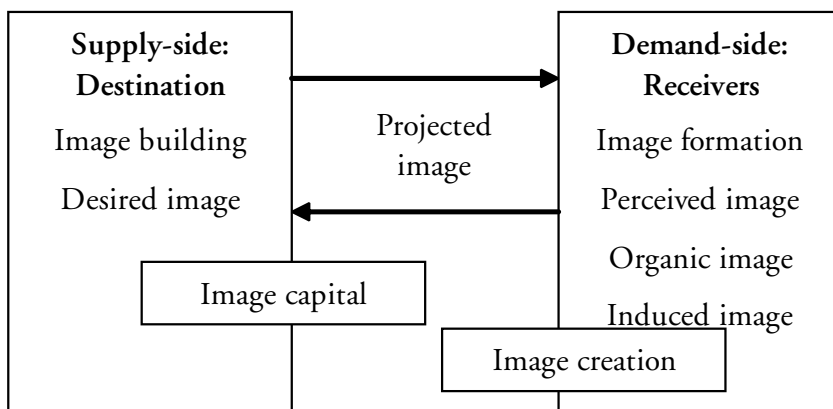 Supply-side:
Destination
Image building
Desired image
Projected
image
Demand-side:
Receivers
Image formation
Perceived image
Organic image
Induced image
Image capital
Image creation